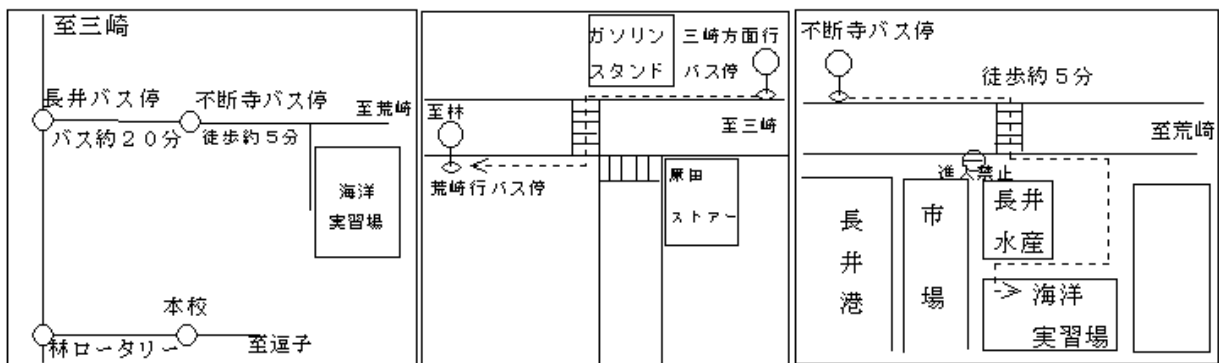 至三崎
長井バス停
不断寺バス停
至荒崎
バス約２０分
徒歩約５分
海洋
実習場
本校
林ロータリー
至逗子
ガソリン
スタンド
三崎方面行
バス停
至林
至三崎
荒崎行バス停
原田
ストアー
不断寺バス停
徒歩約５分
至荒崎
進入禁止
長井港
市場
長井
水産
海洋
実習場